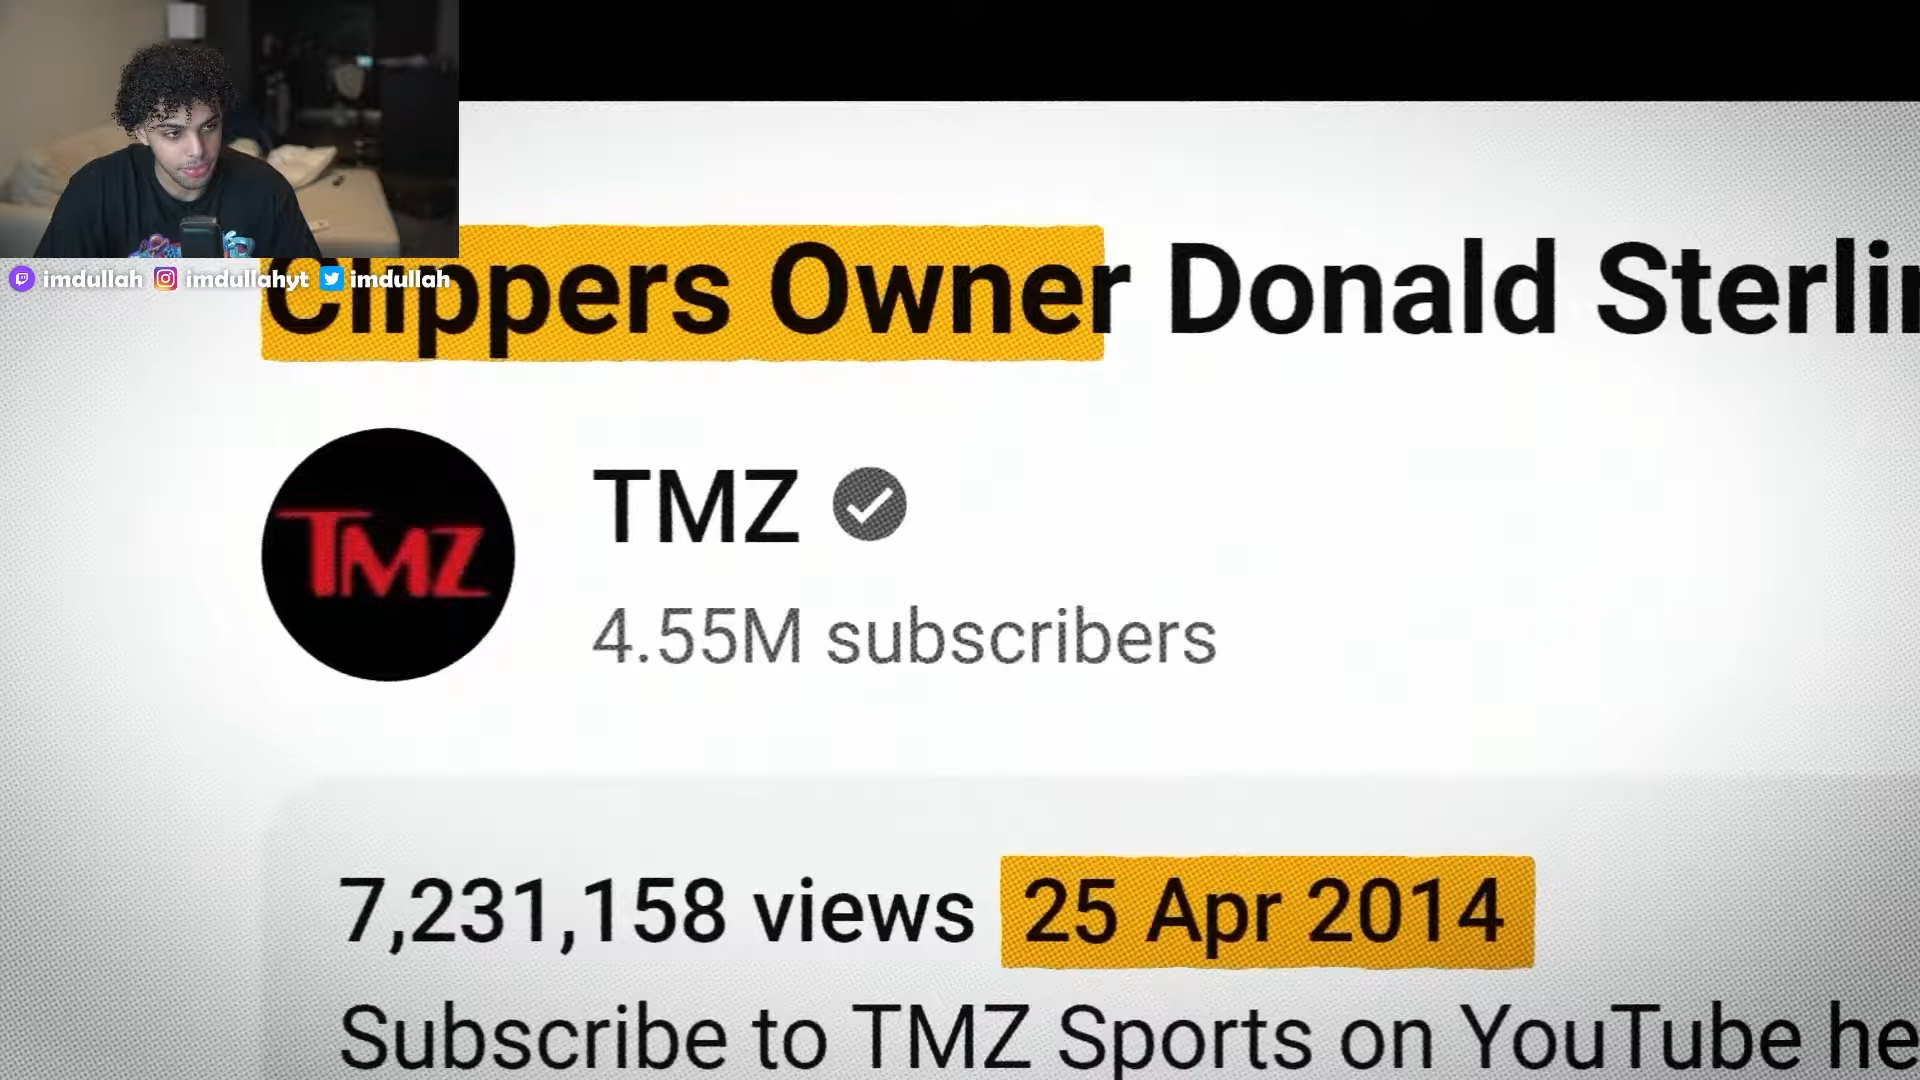 imdullah imdullahyt imdullah
Clippers Owner Donald Sterlin
TMZ
TMZ
4.55M subscribers
7,231,158 views 25 Apr 2014
Subscribe to TMZ Sports on YouTube he